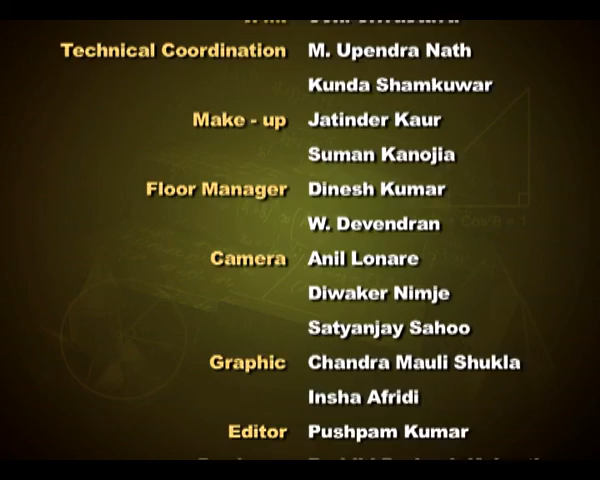 Technical Coordination M. Upendra Nath
Kunda Shamkuwar
Make - up Jatinder Kaur
Suman Kanojia
Floor Manager Dinesh Kumar
W. Devendran
Camera Anil Lonare
Diwaker Nimje
Satyanjay Sahoo
Graphic Chandra Mauli Shukla
Insha Afridi
Editor Pushpam Kumar